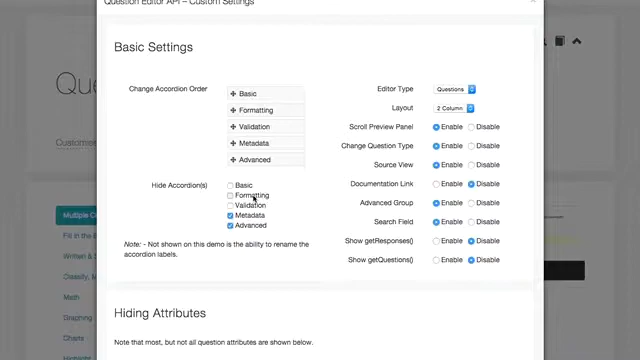 Question Editor API – Custom Settings
Basic Settings
Change Accordion Order
Basic
Formatting
Validation
Metadata
Advanced
Hide Accordion(s)
Basic
Formatting
Validation
Metadata
Advanced
Note: - Not shown on this demo is the ability to rename the
accordion labels.
Editor Type Questions
Layout 2 Column
Scroll Preview Panel Enable Disable
Change Question Type Enable Disable
Source View Enable Disable
Documentation Link Enable Disable
Advanced Group Enable Disable
Search Field Enable Disable
Show getResponses() Enable Disable
Show getQuestions() Enable Disable
Hiding Attributes
Note that most, but not all question attributes are shown below.
Que
Customise
Multiple C
Fill in the B
Written & S
Classify, M
Math
Graphing
Charts